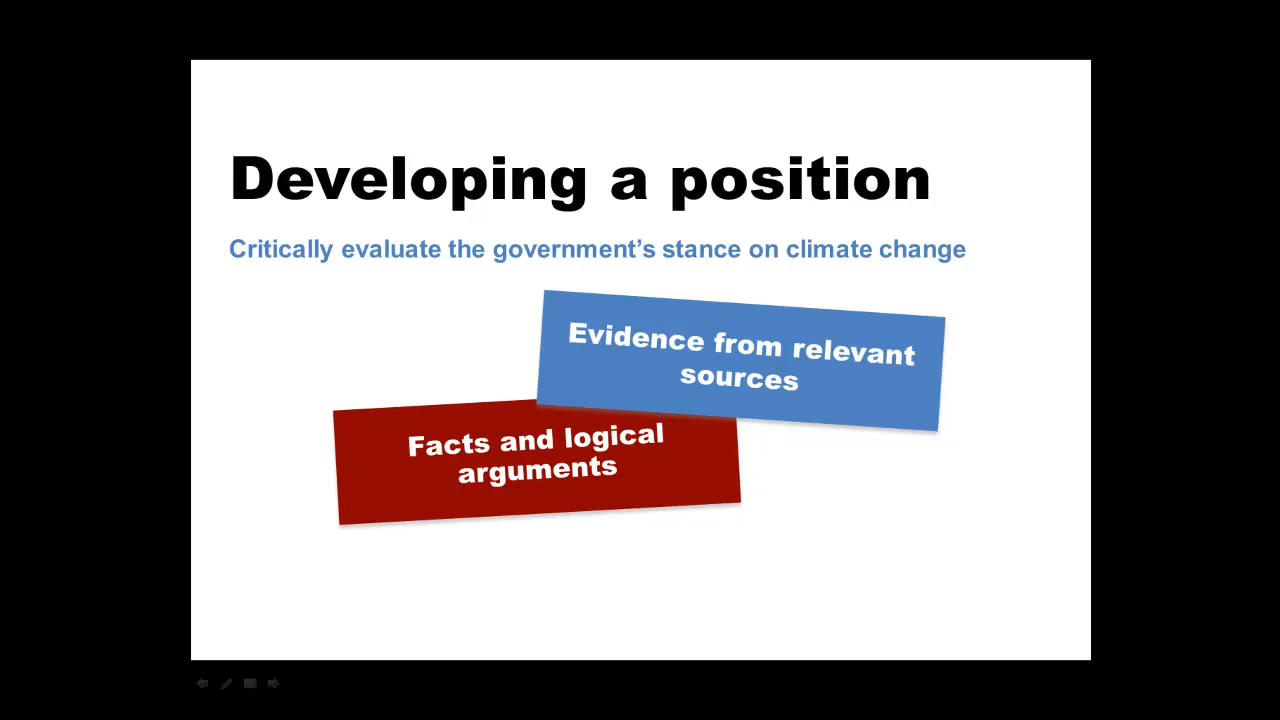 Developing a position
Critically evaluate the government’s stance on climate change
Evidence from relevant
sources
Facts and logical
arguments